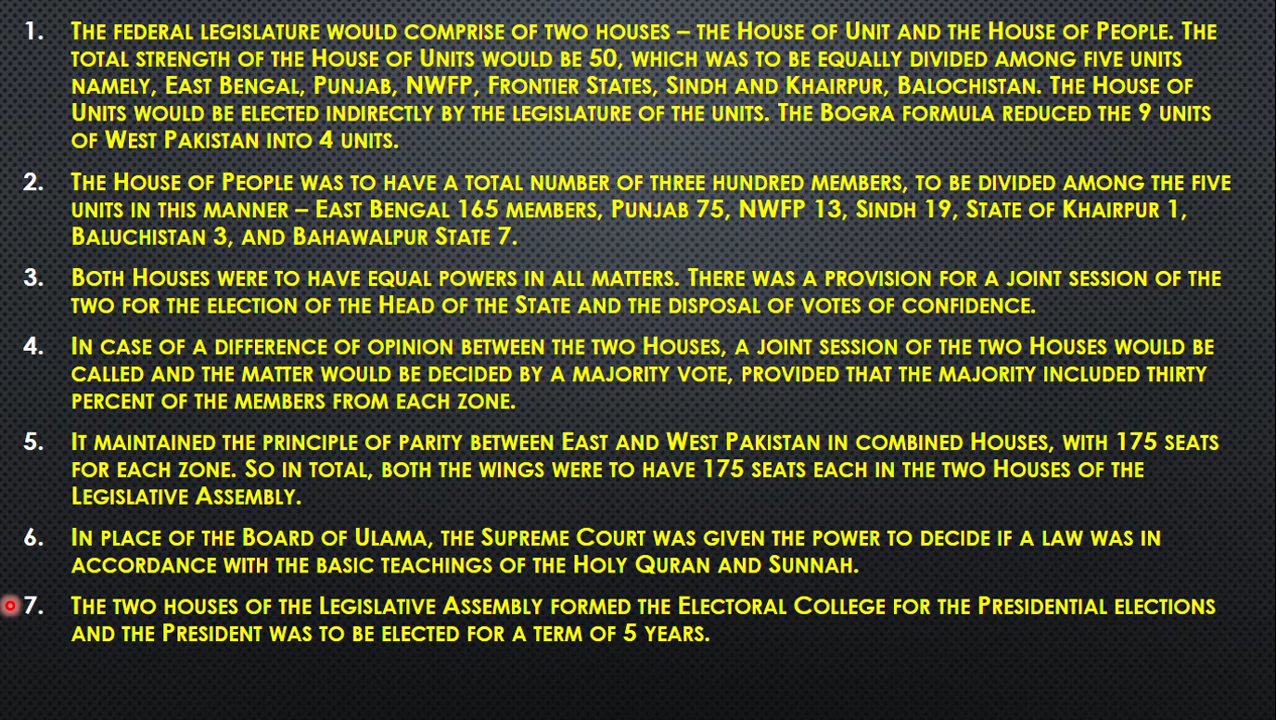 1. THE FEDERAL LEGISLATURE WOULD COMPRISE OF TWO HOUSES – THE HOUSE OF UNIT AND THE HOUSE OF PEOPLE. THE
TOTAL STRENGTH OF THE HOUSE OF UNITS WOULD BE 50, WHICH WAS TO BE EQUALLY DIVIDED AMONG FIVE UNITS
NAMELY, EAST BENGAL, PUNJAB, NWFP, FRONTIER STATES, SINDH AND KHAIRPUR, BALOCHISTAN. THE HOUSE OF
UNITS WOULD BE ELECTED INDIRECTLY BY THE LEGISLATURE OF THE UNITS. THE BOGRA FORMULA REDUCED THE 9 UNITS
OF WEST PAKISTAN INTO 4 UNITS.
2. THE HOUSE OF PEOPLE WAS TO HAVE A TOTAL NUMBER OF THREE HUNDRED MEMBERS, TO BE DIVIDED AMONG THE FIVE
UNITS IN THIS MANNER – EAST BENGAL 165 MEMBERS, PUNJAB 75, NWFP 13, SINDH 19, STATE OF KHAIRPUR 1,
BALUCHISTAN 3, AND BAHAWALPUR STATE 7.
3. BOTH HOUSES WERE TO HAVE EQUAL POWERS IN ALL MATTERS. THERE WAS A PROVISION FOR A JOINT SESSION OF THE
TWO FOR THE ELECTION OF THE HEAD OF THE STATE AND THE DISPOSAL OF VOTES OF CONFIDENCE.
4. IN CASE OF A DIFFERENCE OF OPINION BETWEEN THE TWO HOUSES, A JOINT SESSION OF THE TWO HOUSES WOULD BE
CALLED AND THE MATTER WOULD BE DECIDED BY A MAJORITY VOTE, PROVIDED THAT THE MAJORITY INCLUDED THIRTY
PERCENT OF THE MEMBERS FROM EACH ZONE.
5. IT MAINTAINED THE PRINCIPLE OF PARITY BETWEEN EAST AND WEST PAKISTAN IN COMBINED HOUSES, WITH 175 SEATS
FOR EACH ZONE. SO IN TOTAL, BOTH THE WINGS WERE TO HAVE 175 SEATS EACH IN THE TWO HOUSES OF THE
LEGISLATIVE ASSEMBLY.
6. IN PLACE OF THE BOARD OF ULAMA, THE SUPREME COURT WAS GIVEN THE POWER TO DECIDE IF A LAW WAS IN
ACCORDANCE WITH THE BASIC TEACHINGS OF THE HOLY QURAN AND SUNNAH.
7. THE TWO HOUSES OF THE LEGISLATIVE ASSEMBLY FORMED THE ELECTORAL COLLEGE FOR THE PRESIDENTIAL ELECTIONS
AND THE PRESIDENT WAS TO BE ELECTED FOR A TERM OF 5 YEARS.